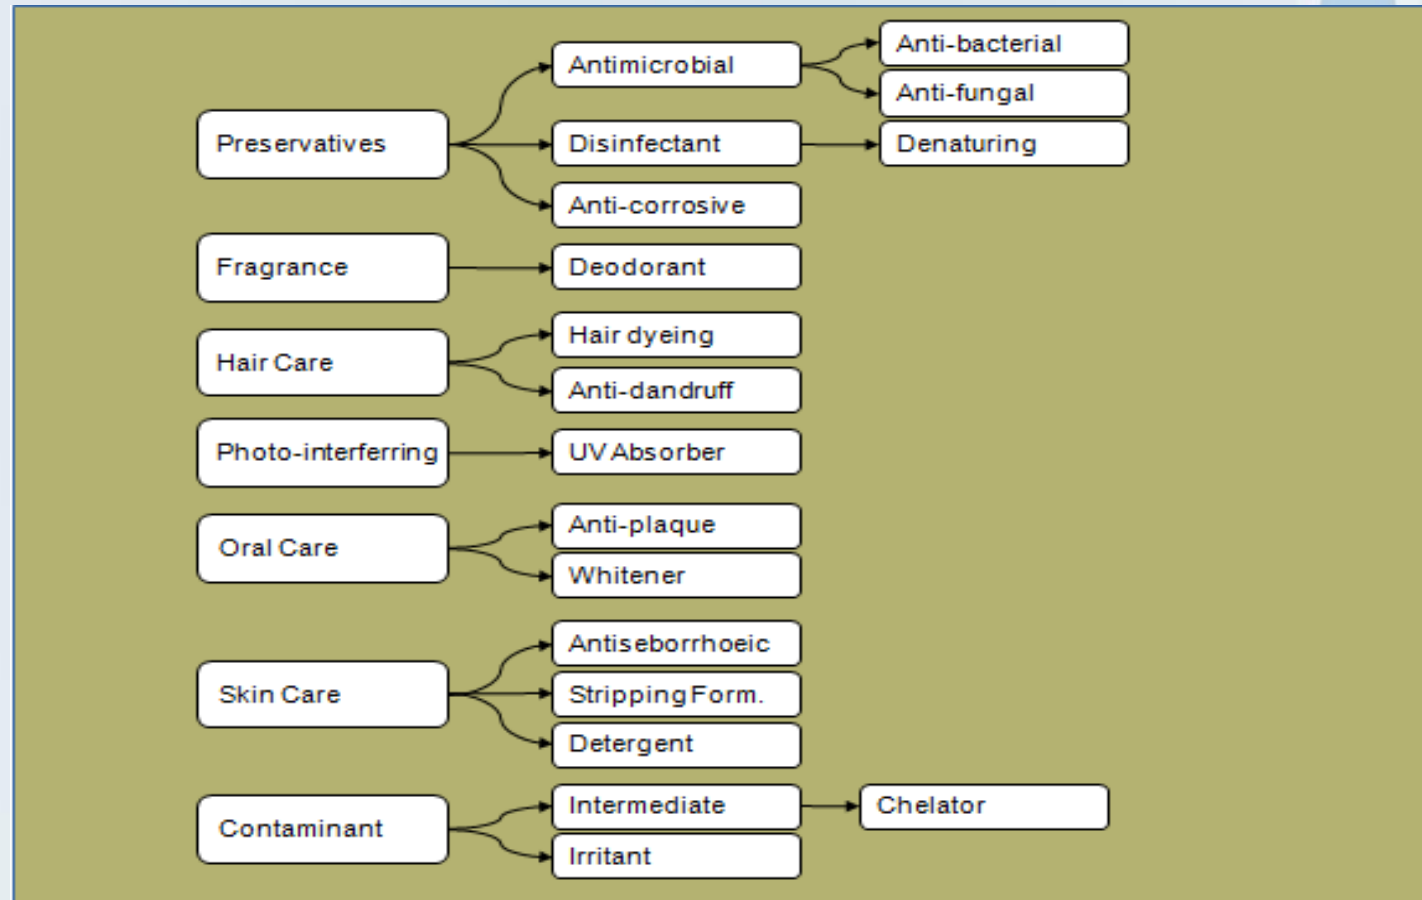 Preservatives
Antimicrobial
Anti-bacterial
Anti-fungal
Disinfectant
Denaturing
Anti-corrosive
Fragrance
Deodorant
Hair Care
Hair dyeing
Anti-dandruff
Photo-interferring
UV Absorber
Oral Care
Anti-plaque
Whitener
Skin Care
Antiseborrhoeic
Stripping Form.
Detergent
Contaminant
Intermediate
Chelator
Irritant